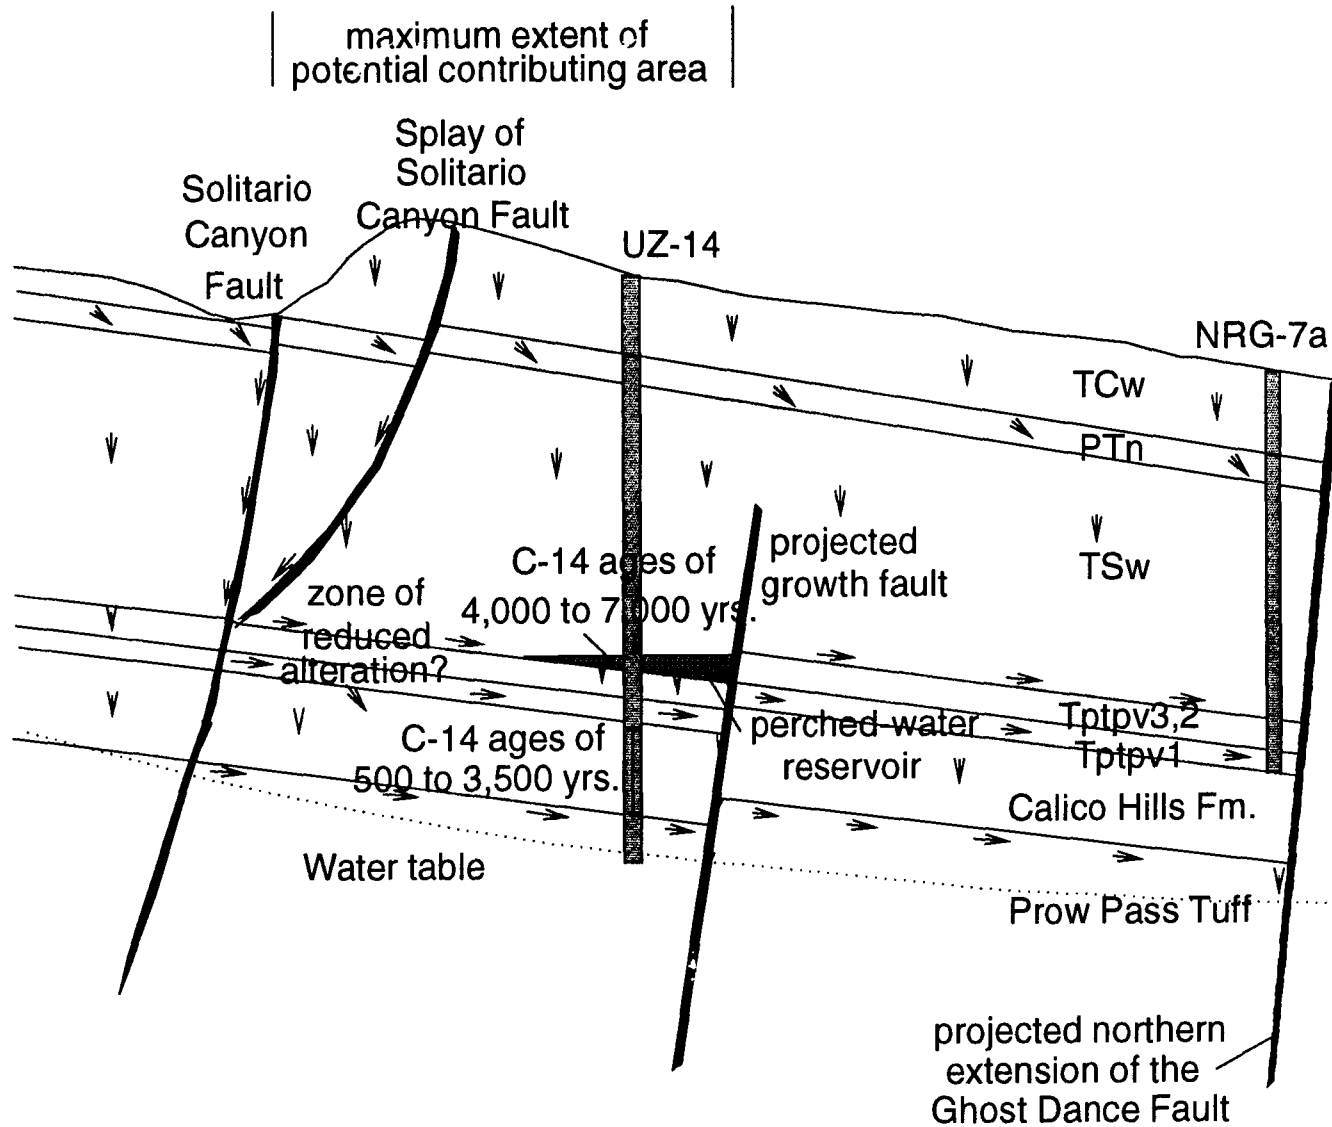 maximum extent of
potential contributing area
Splay of
Solitario
Canyon Fault
Solitario
Canyon
Fault
UZ-14
NRG-7a
TCw
PTn
TSw
C-14 ages of
4,000 to 7,000 yrs.
projected
growth fault
zone of
reduced
alteration?
perched water
reservoir
Tptpv3,2
Tptpv1
C-14 ages of
500 to 3,500 yrs.
Calico Hills Fm.
Water table
Prow Pass Tuff
projected northern
extension of the
Ghost Dance Fault